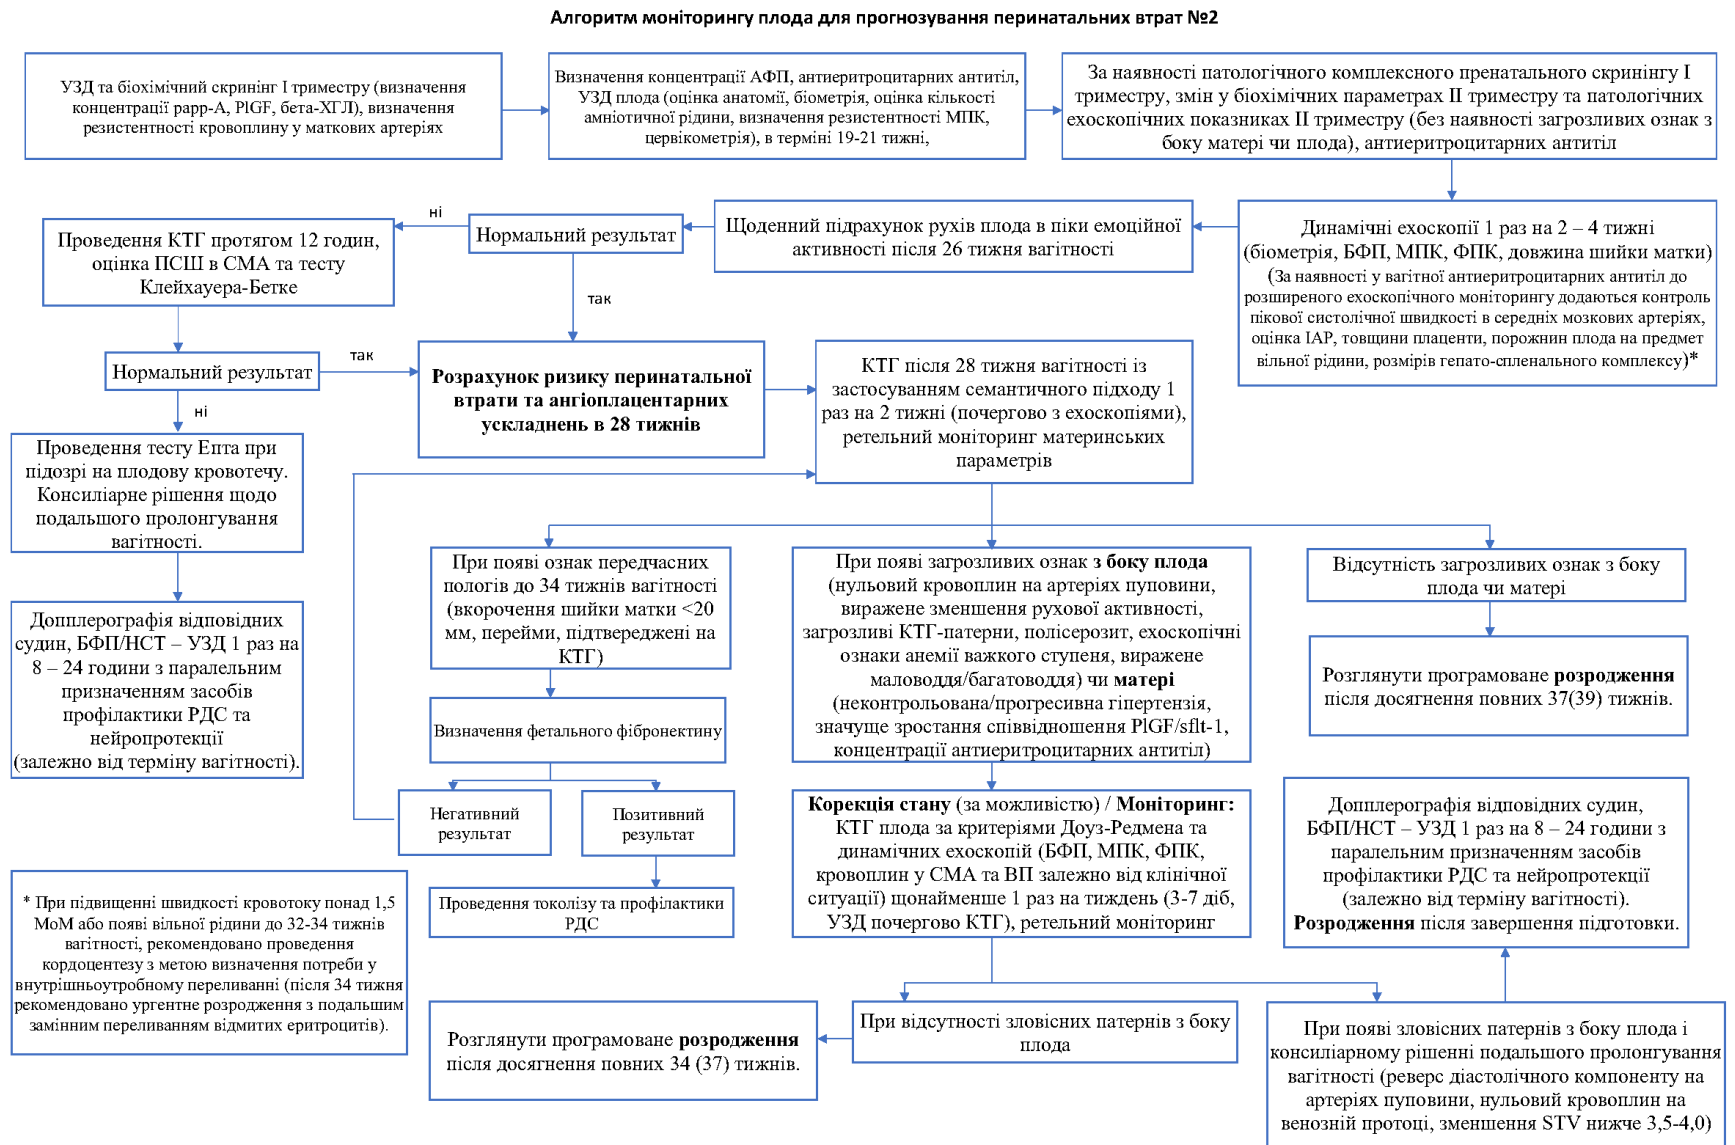 Алгоритм моніторингу плода для прогнозування перинатальних втрат №2
УЗД та біохімічний скринінг І триместру (визначення
концентрації papp-A, PlGF, бета-ХГЛ), визначення
резистентності кровоплину у маткових артеріях
Визначення концентрації АФП, антиеритроцитарних антитіл,
УЗД плода (оцінка анатомії, біометрія, оцінка кількості
амніотичної рідини, визначення резистентності МПК,
цервікометрія), в терміні 19-21 тижні,
За наявності патологічного комплексного пренатального скринінгу І
триместру, змін у біохімічних параметрах ІІ триместру та патологічних
ехоскопічних показниках ІІ триместру (без наявності загрозливих ознак з
боку матері чи плода), антиеритроцитарних антитіл
Проведення КТГ протягом 12 годин,
оцінка ПСШ в СМА та тесту
Клейхауера-Бетке
ні
Нормальний результат
Щоденний підрахунок рухів плода в піки емоційної
активності після 26 тижня вагітності
Динамічні ехоскопії 1 раз на 2 – 4 тижні
(біометрія, БФП, МПК, ФПК, довжина шийки матки)
(За наявності у вагітної антиеритроцитарних антитіл до
розширеного ехоскопічного моніторингу додаються контроль
пікової систолічної швидкості в середніх мозкових артеріях,
оцінка ІАР, товщини плаценти, порожнин плода на предмет
вільної рідини, розмірів гепато-спленального комплексу)*
так
Нормальний результат
так
ні
Розрахунок ризику перинатальної
втрати та ангіоплацентарних
ускладнень в 28 тижнів
КТГ після 28 тижня вагітності із
застосуванням семантичного підходу 1
раз на 2 тижні (почергово з ехоскопіями),
ретельний моніторинг материнських
параметрів
Проведення тесту Епта при
підозрі на плодову кровотечу.
Консиліарне рішення щодо
подальшого пролонгування
вагітності.
Допплерографія відповідних
судин, БФП/НСТ – УЗД 1 раз на
8 – 24 години з паралельним
призначенням засобів
профілактики РДС та
нейропротекції
(залежно від терміну вагітності).
При появі ознак передчасних
пологів до 34 тижнів вагітності
(вкорочення шийки матки <20
мм, перейми, підтверджені на
КТГ)
Визначення фетального фібронектину
Негативний
результат
Позитивний
результат
Проведення токолізу та профілактики
РДС
При появі загрозливих ознак з боку плода
(нульовий кровоплин на артеріях пуповини,
виражене зменшення рухової активності,
загрозливі КТГ-патерни, полісерозит, ехоскопічні
ознаки анемії важкого ступеня, виражене
маловоддя/багатоводдя) чи матері
(неконтрольована/прогресивна гіпертензія,
значуще зростання співвідношення PlGF/sflt-1,
концентрації антиеритроцитарних антитіл)
Корекція стану (за можливістю) / Моніторинг:
КТГ плода за критеріями Доуз-Редмена та
динамічних ехоскопій (БФП, МПК, ФПК,
кровоплин у СМА та ВП залежно від клінічної
ситуації) щонайменше 1 раз на тиждень (3-7 діб,
УЗД почергово КТГ), ретельний моніторинг
Відсутність загрозливих ознак з боку
плода чи матері
Розглянути програмоване розродження
після досягнення повних 37(39) тижнів.
Допплерографія відповідних судин,
БФП/НСТ – УЗД 1 раз на 8 – 24 години з
паралельним призначенням засобів
профілактики РДС та нейропротекції
(залежно від терміну вагітності).
Розродження після завершення підготовки.
* При підвищенні швидкості кровотоку понад 1,5
МоМ або появі вільної рідини до 32-34 тижнів
вагітності, рекомендовано проведення
кордоцентезу з метою визначення потреби у
внутрішньоутробному переливанні (після 34 тижня
рекомендовано ургентне розродження з подальшим
замінним переливанням відмитих еритроцитів).
Розглянути програмоване розродження
після досягнення повних 34 (37) тижнів.
При відсутності зловісних патернів з боку
плода
При появі зловісних патернів з боку плода і
консиліарному рішенні подальшого пролонгування
вагітності (реверс діастолічного компоненту на
артеріях пуповини, нульовий кровоплин на
венозній протоці, зменшення STV нижче 3,5-4,0)